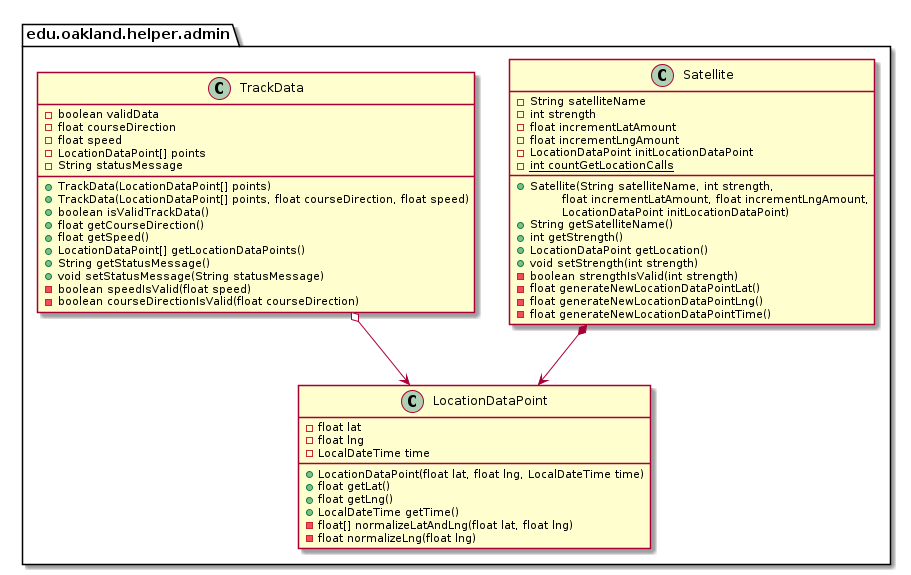 edu.oakland.helper.admin
C TrackData
boolean validData
float courseDirection
float speed
LocationDataPoint[] points
String statusMessage
TrackData(LocationDataPoint[] points)
TrackData(LocationDataPoint[] points, float courseDirection, float speed)
boolean isValidTrackData()
float getCourseDirection()
float getSpeed()
LocationDataPoint[] getLocationDataPoints()
String getStatusMessage()
void setStatusMessage(String statusMessage)
boolean speedIsValid(float speed)
boolean courseDirectionIsValid(float courseDirection)
C Satellite
String satelliteName
int strength
float incrementLatAmount
float incrementLngAmount
LocationDataPoint initLocationDataPoint
int countGetLocationCalls
Satellite(String satelliteName, int strength,
float incrementLatAmount, float incrementLngAmount,
LocationDataPoint initLocationDataPoint)
String getSatelliteName()
int getStrength()
LocationDataPoint getLocation()
void setStrength(int strength)
boolean strengthIsValid(int strength)
float generateNewLocationDataPointLat()
float generateNewLocationDataPointLng()
float generateNewLocationDataPointTime()
C LocationDataPoint
float lat
float lng
LocalDateTime time
LocationDataPoint(float lat, float lng, LocalDateTime time)
float getLat()
float getLng()
LocalDateTime getTime()
float[] normalizeLatAndLng(float lat, float lng)
float normalizeLng(float lng)